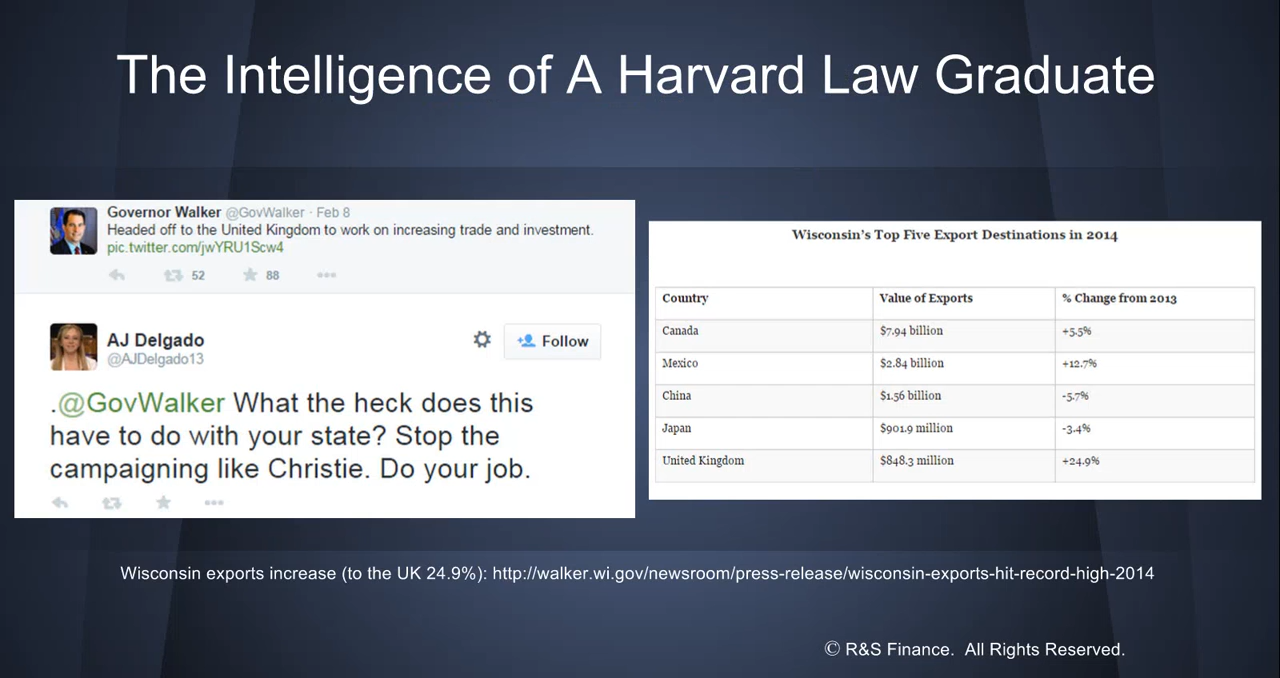 The Intelligence of A Harvard Law Graduate
Governor Walker @GovWalker · Feb 8
Headed off to the United Kingdom to work on increasing trade and investment.
pic.twitter.com/jwYRU1Scw4
52 88
AJ Delgado
@AJDelgado13
Follow
.@GovWalker What the heck does this
have to do with your state? Stop the
campaigning like Christie. Do your job.
Wisconsin's Top Five Export Destinations in 2014
Country Value of Exports % Change from 2013
Canada $7.94 billion +5.5%
Mexico $2.84 billion +12.7%
China $1.56 billion -5.7%
Japan $901.9 million -3.4%
United Kingdom $848.3 million +24.9%
Wisconsin exports increase (to the UK 24.9%): http://walker.wi.gov/newsroom/press-release/wisconsin-exports-hit-record-high-2014
© R&S Finance. All Rights Reserved.